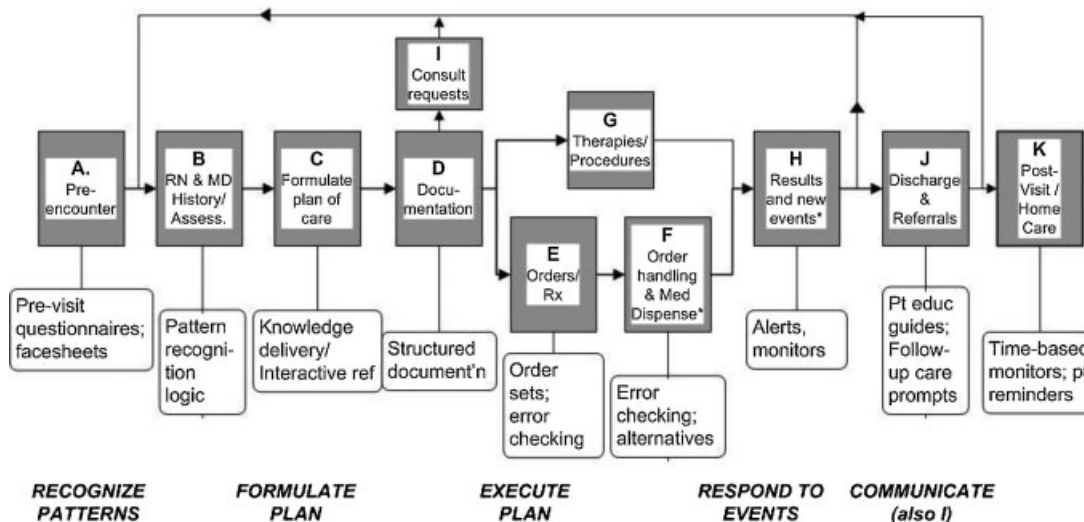 I
Consult
requests
A.
Pre-
encounter
B
RN & MD
History/
Assess.
C
Formulate
plan of
care
D
Docu-
mentation
G
Therapies/
Procedures
E
Orders/
Rx
F
Order
handling
& Med
Dispense*
H
Results
and new
events*
J
Discharge
&
Referrals
K
Post-
Visit /
Home
Care
Pre-visit
questionnaires;
facesheets
Pattern
recogni-
tion
logic
Knowledge
delivery/
Interactive ref
Structured
document'n
Order
sets;
error
checking
Error
checking;
alternatives
Alerts,
monitors
Pt educ
guides;
Follow-
up care
prompts
Time-based
monitors; pt
reminders
RECOGNIZE
PATTERNS
FORMULATE
PLAN
EXECUTE
PLAN
RESPOND TO
EVENTS
COMMUNICATE
(also I)